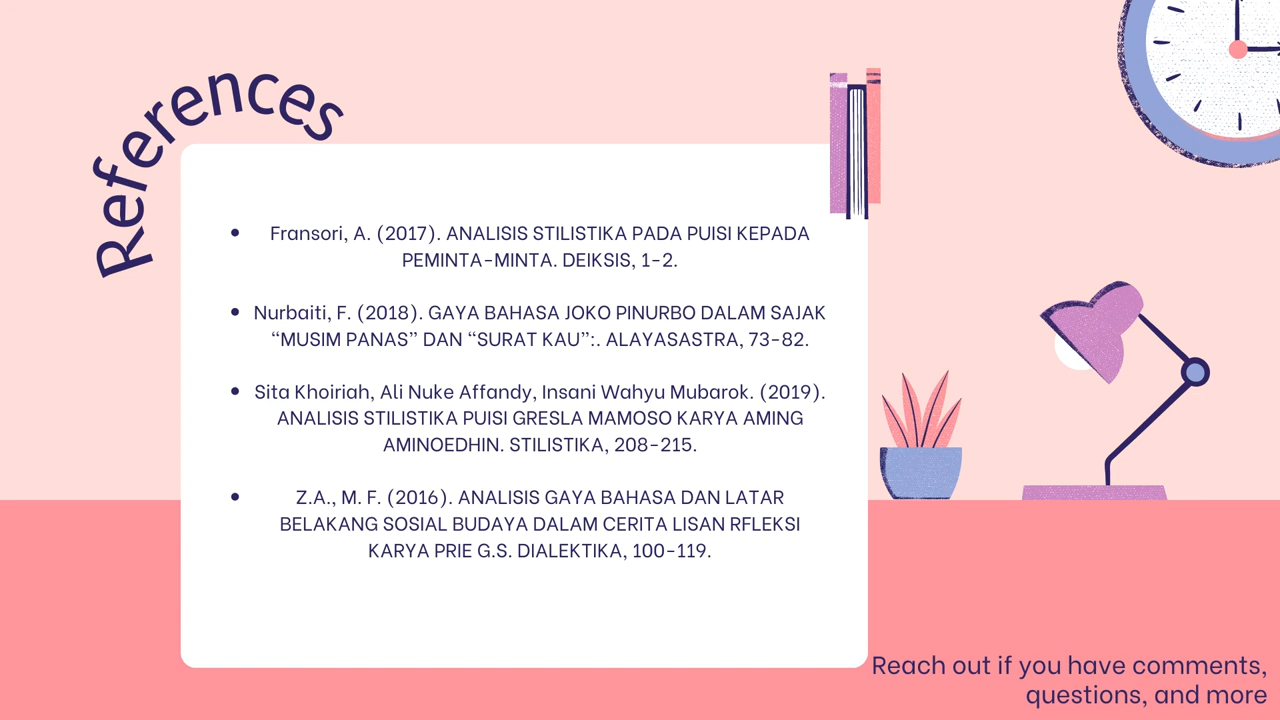 References
• Fransori, A. (2017). ANALISIS STILISTIKA PADA PUISI KEPADA
PEMINTA-MINTA. DEIKSIS, 1-2.
• Nurbaiti, F. (2018). GAYA BAHASA JOKO PINURBO DALAM SAJAK
“MUSIM PANAS” DAN “SURAT KAU”:. ALAYASASTRA, 73-82.
• Sita Khoiriah, Ali Nuke Affandy, Insani Wahyu Mubarok. (2019).
ANALISIS STILISTIKA PUISI GRESLA MAMOSO KARYA AMING
AMINOEDHIN. STILISTIKA, 208-215.
• Z.A., M. F. (2016). ANALISIS GAYA BAHASA DAN LATAR
BELAKANG SOSIAL BUDAYA DALAM CERITA LISAN RFLEKSI
KARYA PRIE G.S. DIALEKTIKA, 100-119.
Reach out if you have comments,
questions, and more